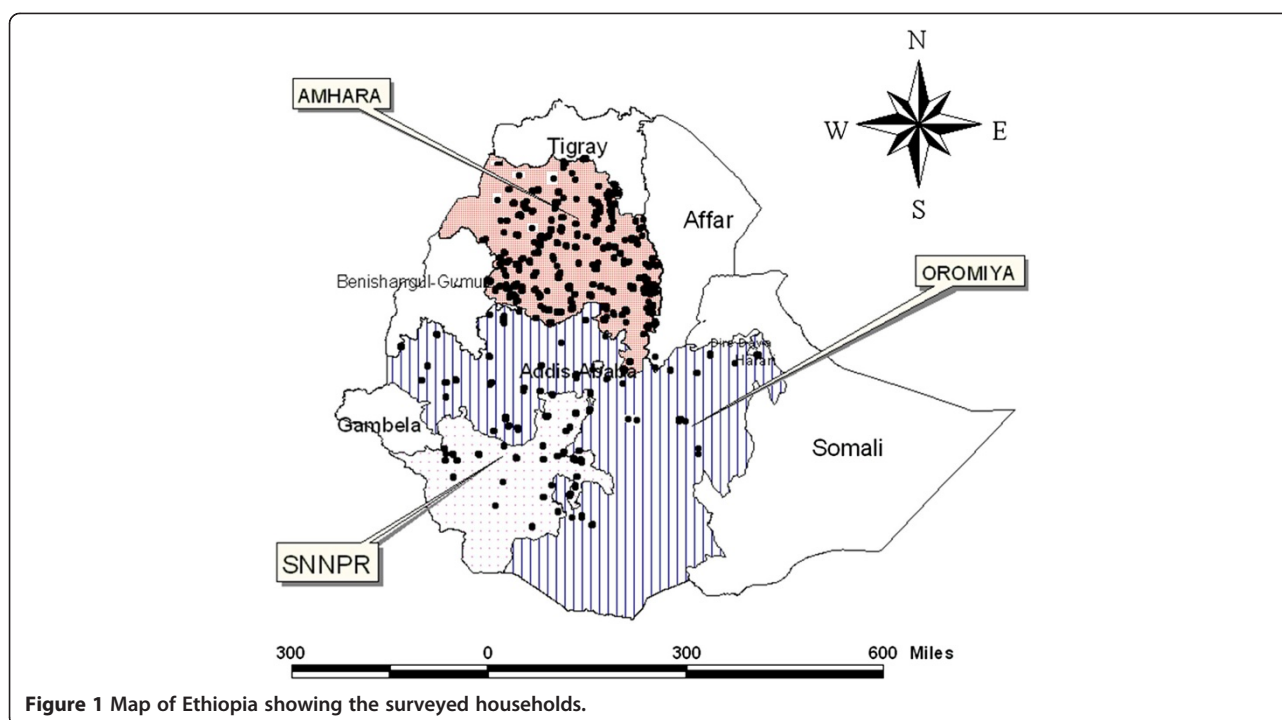 N
AMHARA
W
E
Tigray
S
Affar
OROMIYA
Benishangul-Gumuz
Dire Dawa
Harari
Addis Ababa
Gambela
Somali
SNNPR
300 0 300 600 Miles
Figure 1 Map of Ethiopia showing the surveyed households.